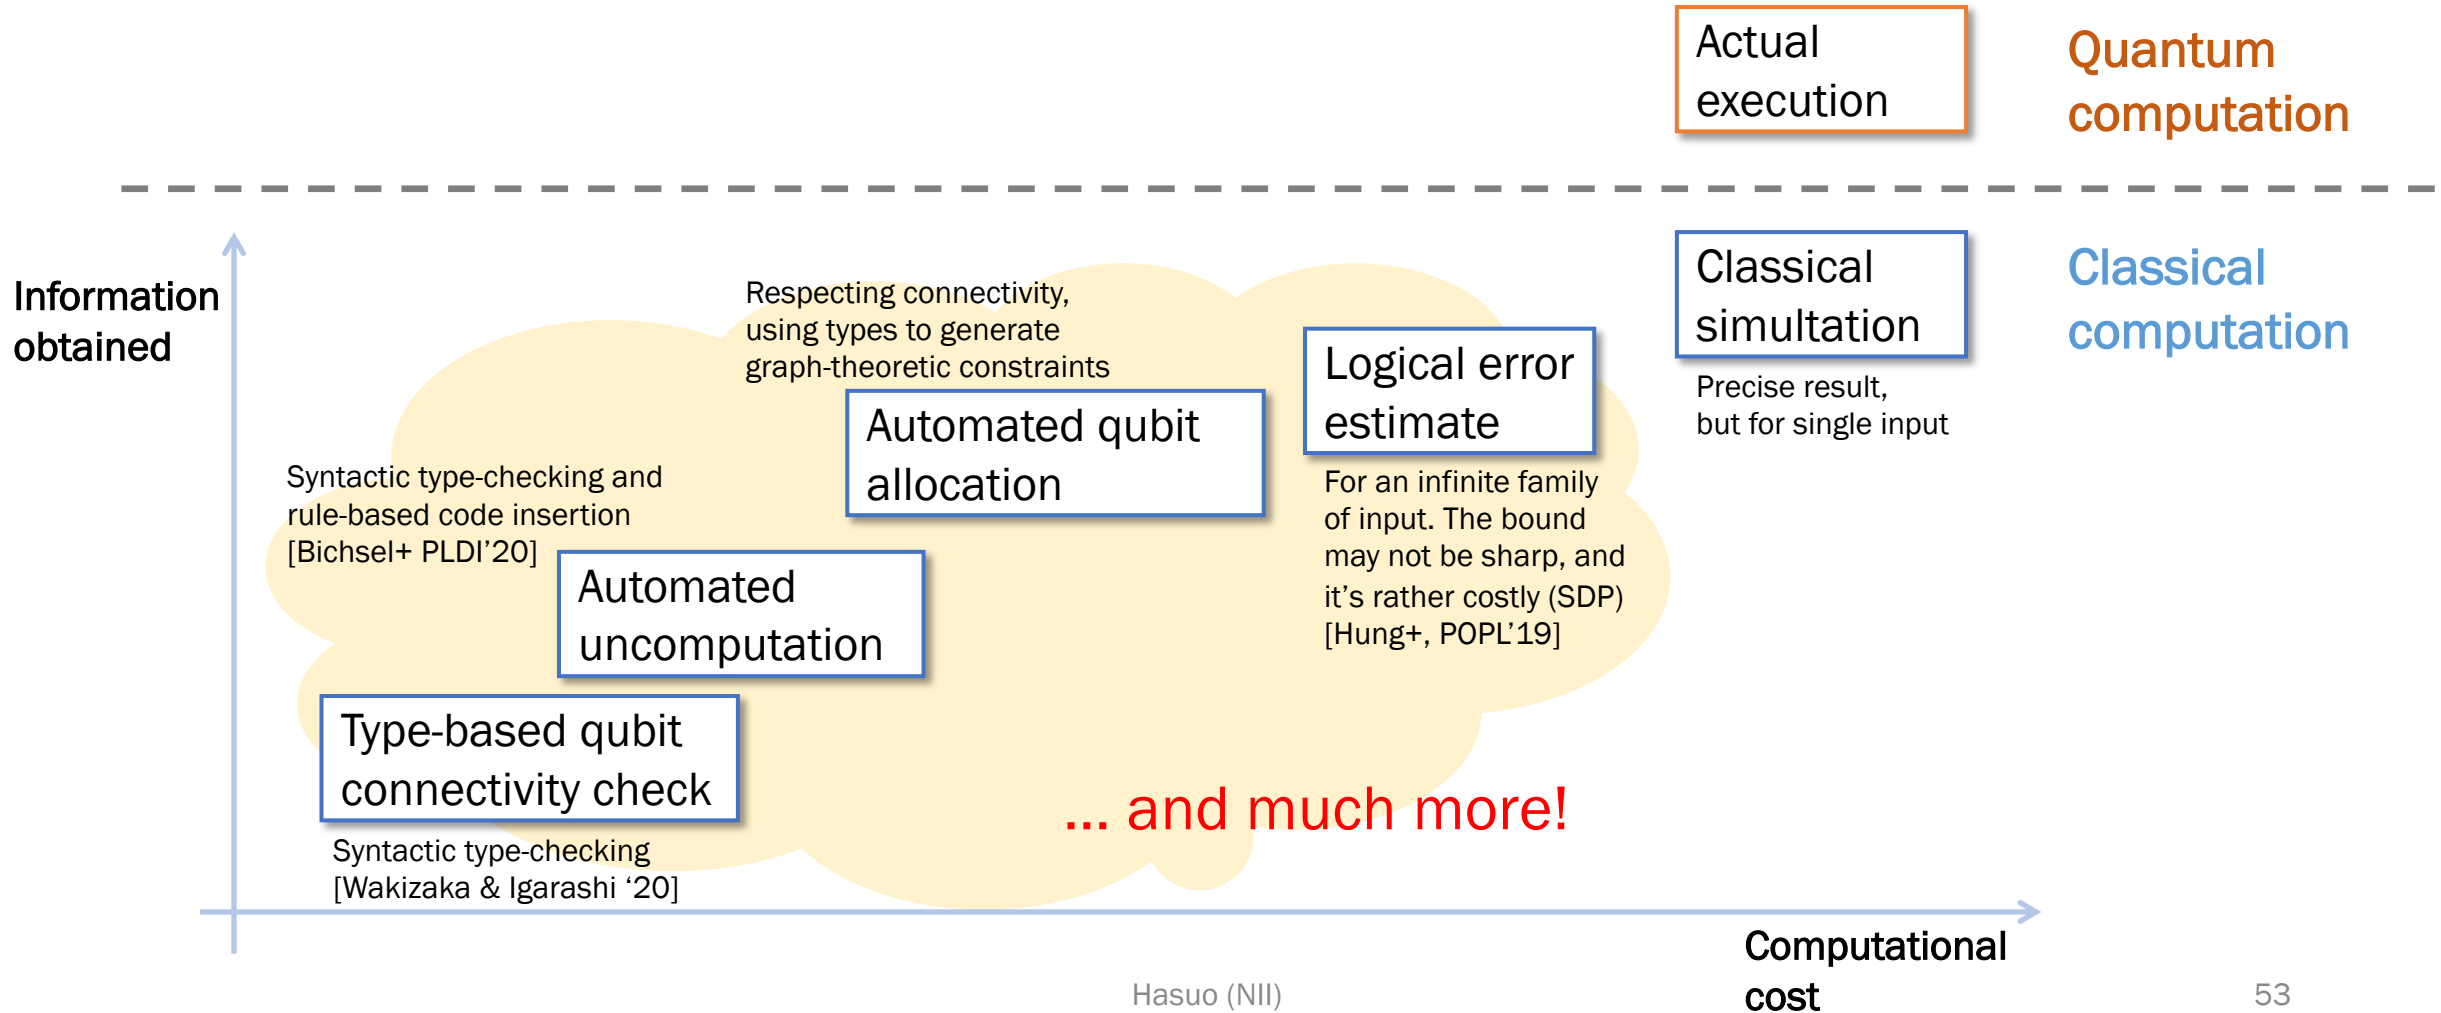 Actual
execution
Quantum
computation
Information
obtained
Classical
simultation
Precise result,
but for single input
Classical
computation
Respecting connectivity,
using types to generate
graph-theoretic constraints
Automated qubit
allocation
Logical error
estimate
For an infinite family
of input. The bound
may not be sharp, and
it’s rather costly (SDP)
[Hung+, POPL’19]
Syntactic type-checking and
rule-based code insertion
[Bichsel+ PLDI’20]
Automated
uncomputation
Type-based qubit
connectivity check
Syntactic type-checking
[Wakizaka & Igarashi ‘20]
... and much more!
Computational
cost
Hasuo (NII)
53